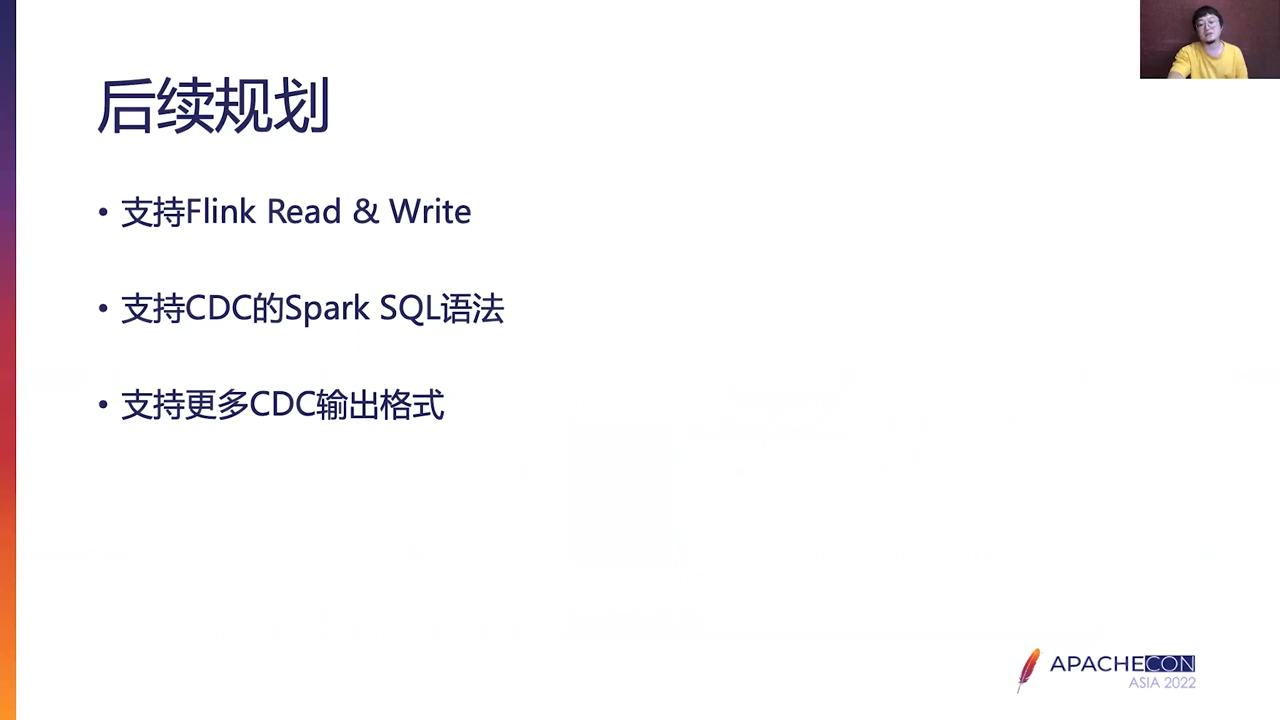 后续规划
• 支持Flink Read & Write
• 支持CDC的Spark SQL语法
• 支持更多CDC输出格式
APACHECON
ASIA 2022